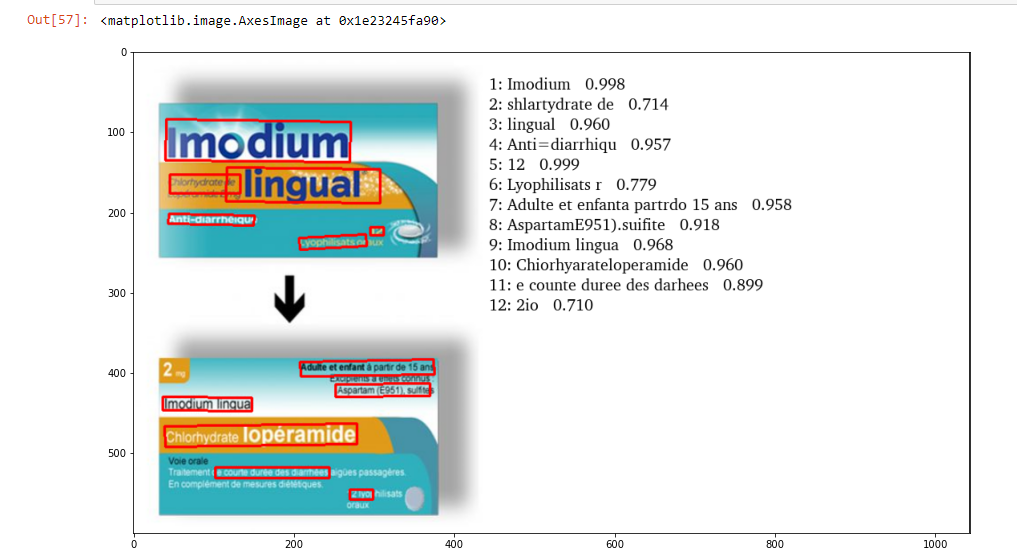 Out[57]: <matplotlib.image.AxesImage at 0x1e23245fa90>
0
100
200
300
400
500
0 200 400 600 800 1000
Imodium
Chlorhydrate de
lingual
Anti-diarrhéique
12
Lyophilisats oraux
2 mg
Adulte et enfant à partir de 15 ans
Excipients à effets connus :
Aspartam (E951), sulfites
Imodium lingual
Chlorhydrate lopéramide
Voie orale
Traitement de courte durée des diarrhées aigües passagères.
En complément de mesures diététiques.
lyophilisats
oraux
1: Imodium 0.998
2: shlartydrate de 0.714
3: lingual 0.960
4: Anti=diarrhiqu 0.957
5: 12 0.999
6: Lyophilisats r 0.779
7: Adulte et enfanta partrdo 15 ans 0.958
8: AspartamE951).suifite 0.918
9: Imodium lingua 0.968
10: Chiorhyarateloperamide 0.960
11: e counte duree des darhees 0.899
12: 2io 0.710